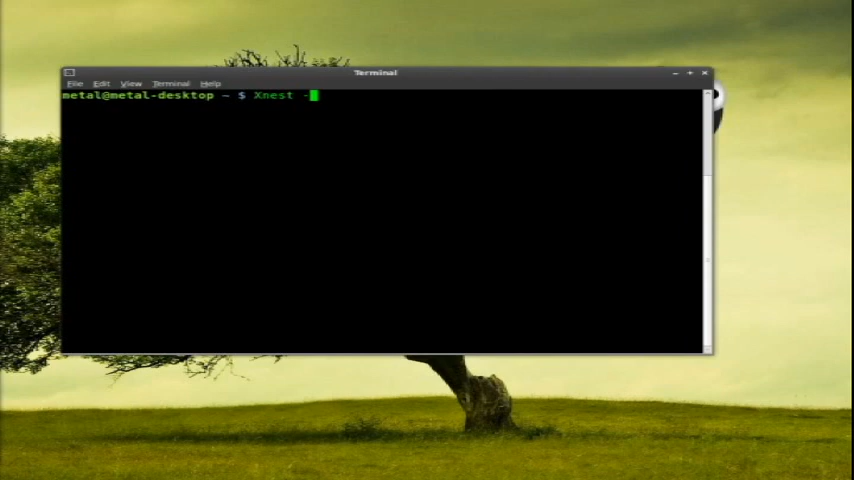 Terminal
File Edit View Terminal Help
metal@metal-desktop ~ $ Xnest -